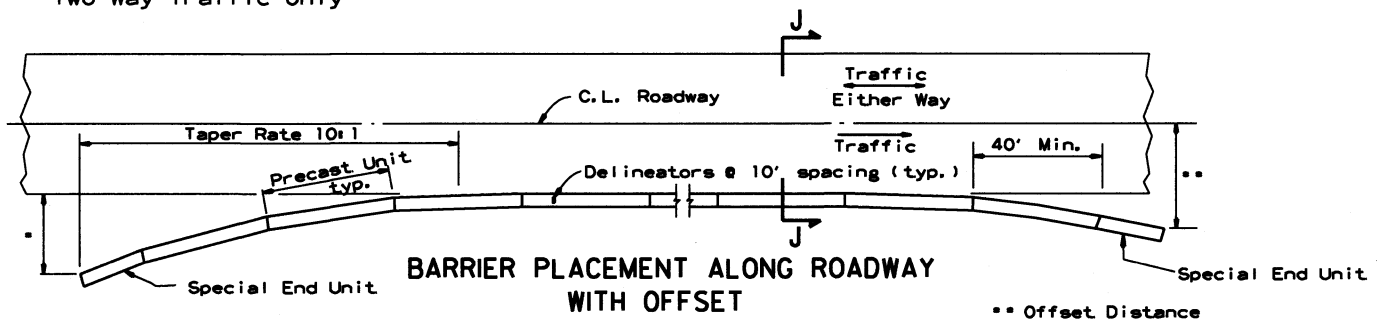 Two Way Traffic Only
J
Traffic
Either Way
C.L. Roadway
Taper Rate 10:1
Traffic
40' Min.
Precast Unit
typ.
Delineators @ 10' spacing (typ.)
**
*
J
BARRIER PLACEMENT ALONG ROADWAY
WITH OFFSET
Special End Unit
Special End Unit
** Offset Distance